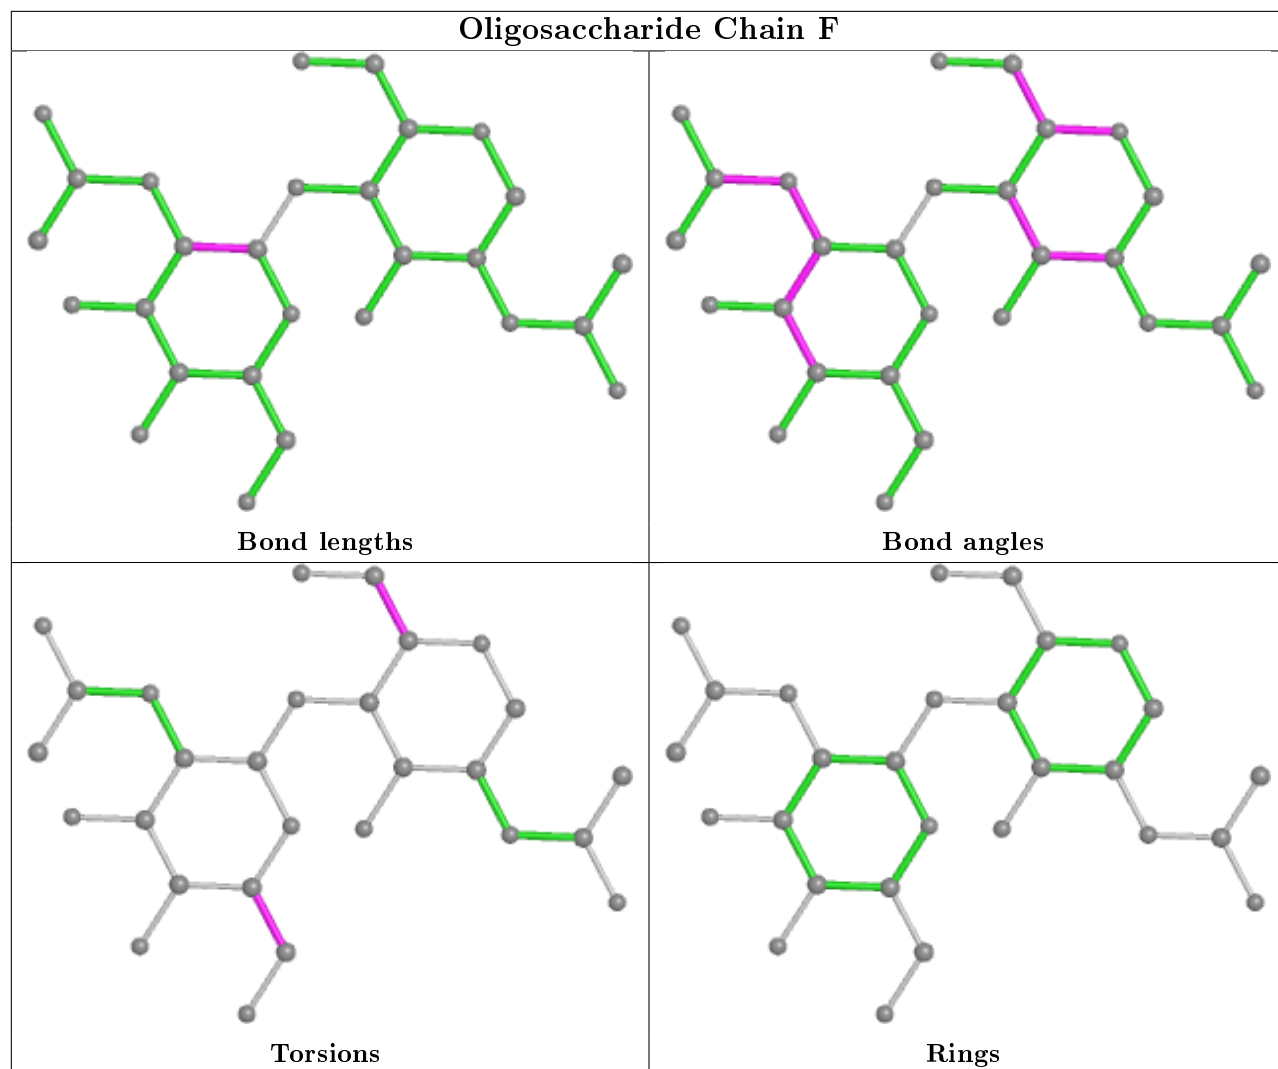 Oligosaccharide Chain F
Bond lengths
Bond angles
Torsions
Rings